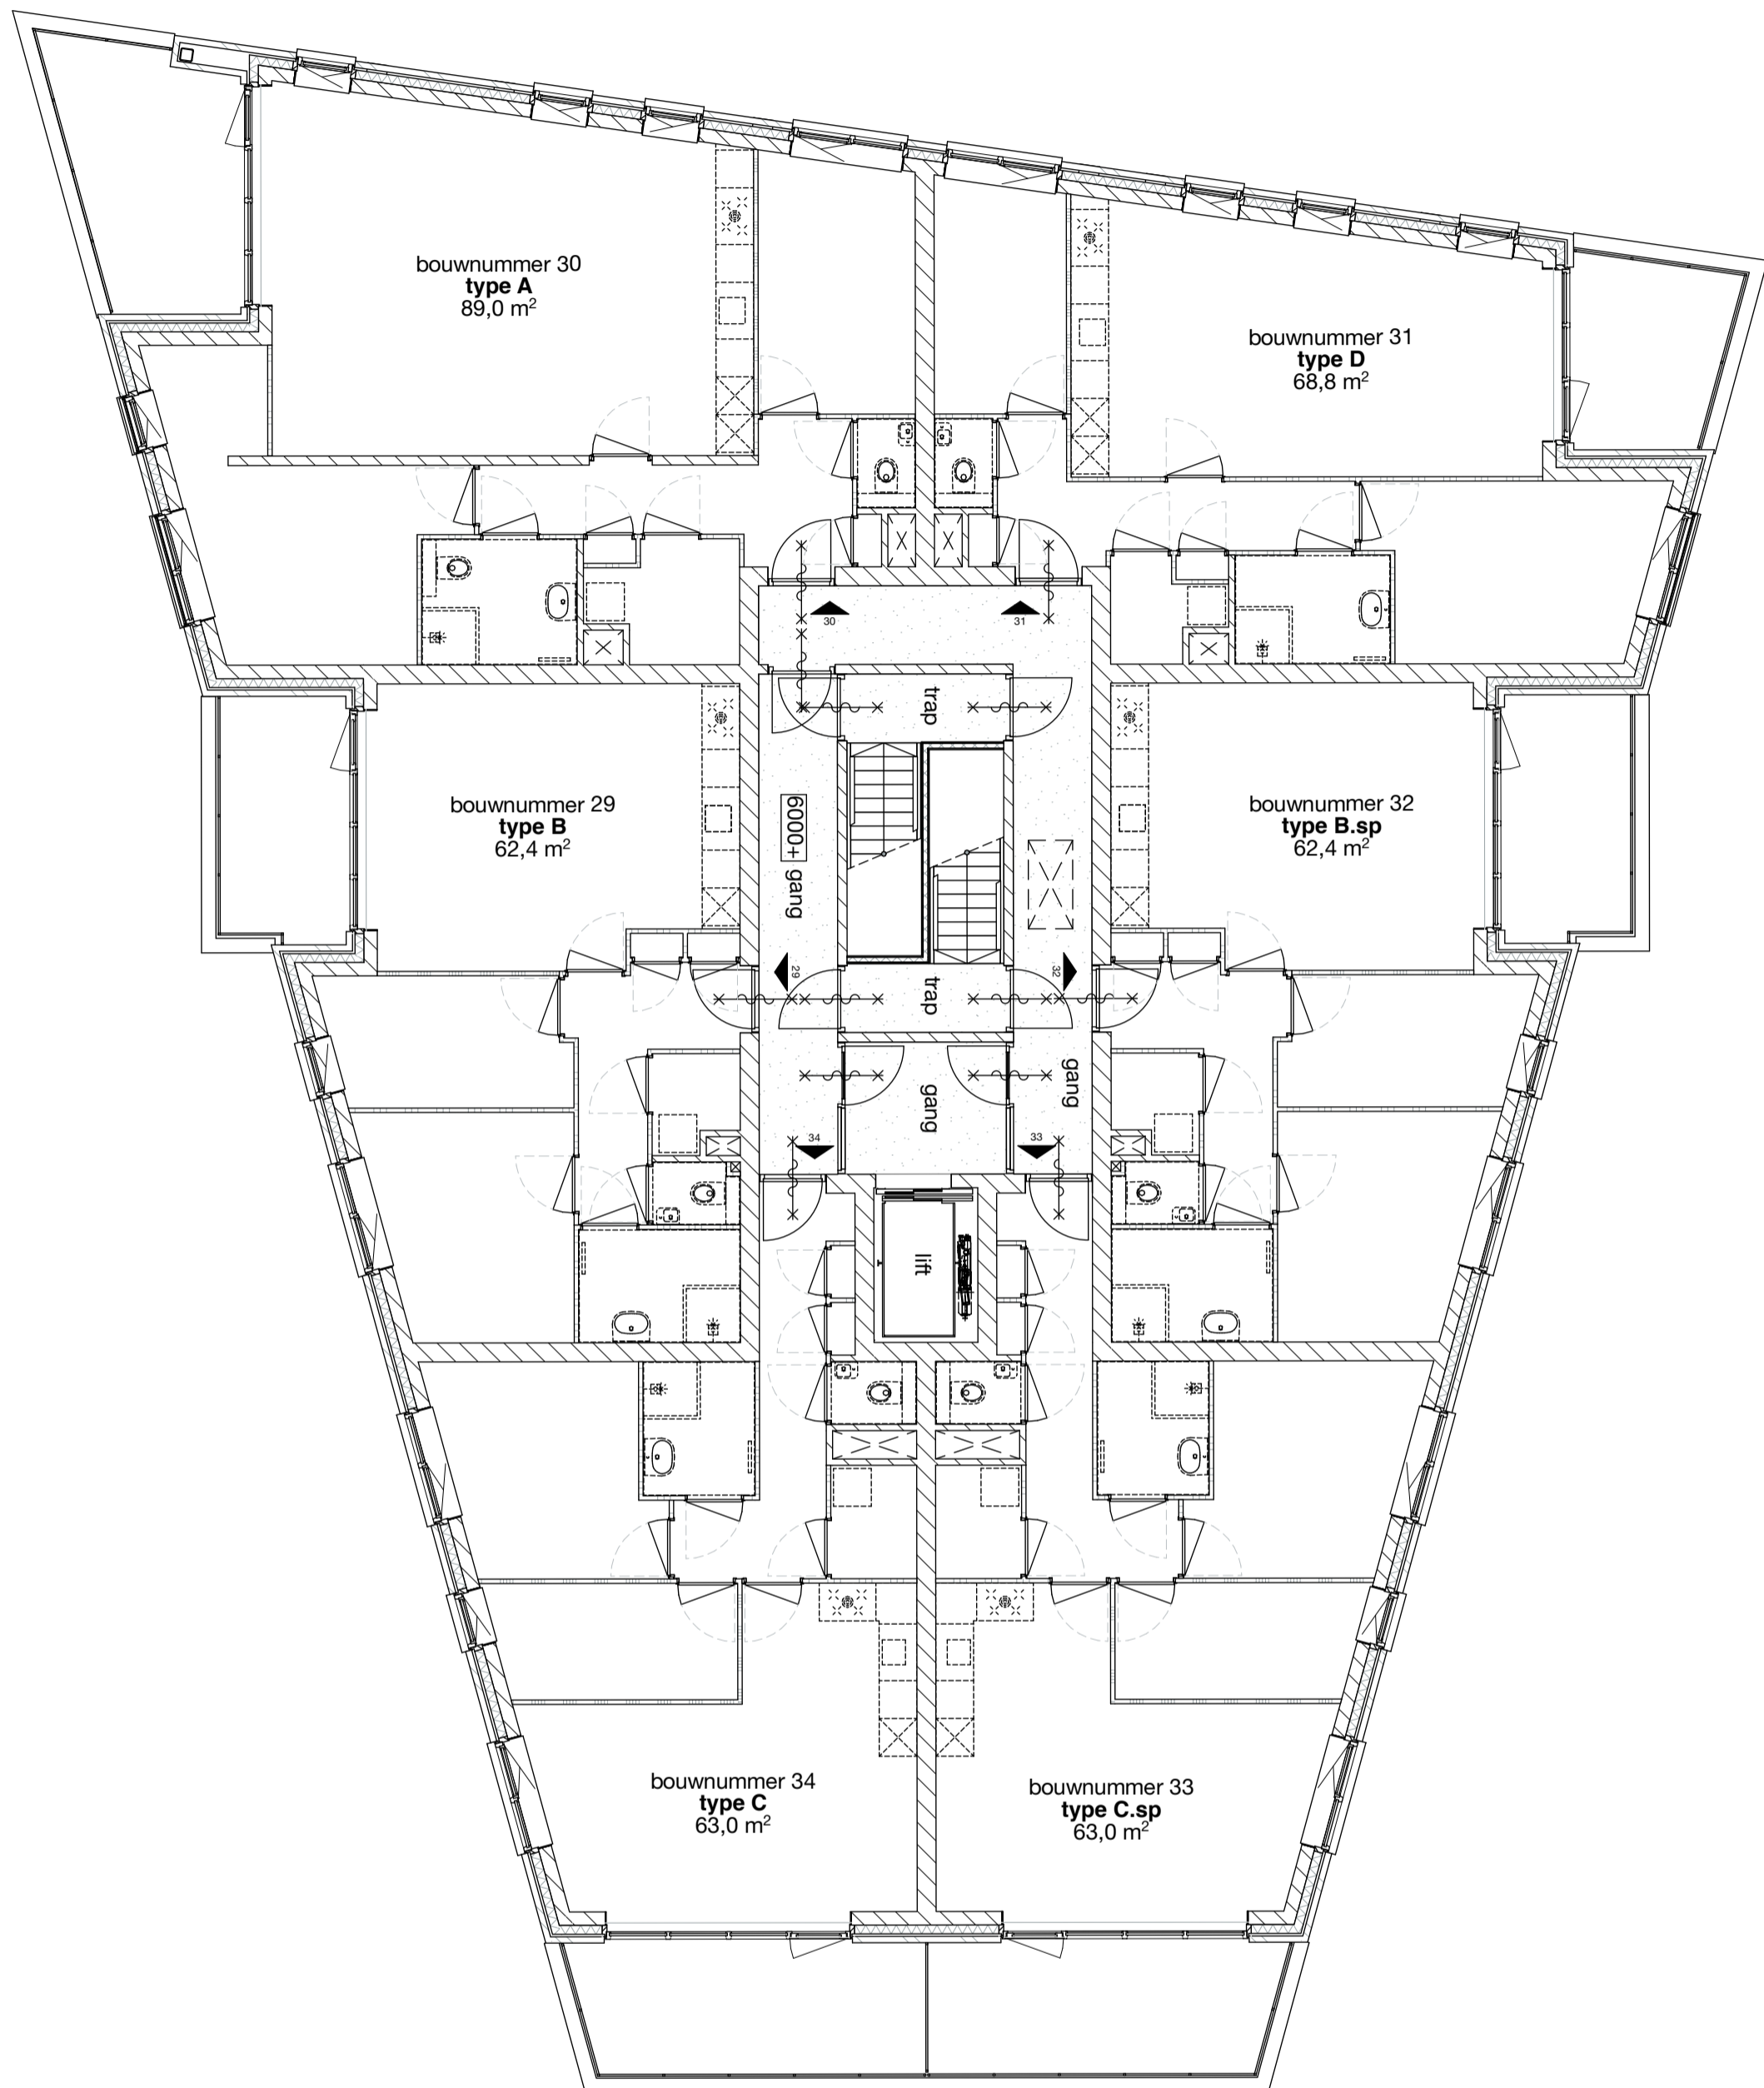 bouwnummer 30
type A
89,0 m²
bouwnummer 31
type D
68,8 m²
30
31
trap
bouwnummer 29
type B
62,4 m²
6000+ gang
bouwnummer 32
type B.sp
62,4 m²
29
32
trap
gang
gang
34
33
lift
bouwnummer 34
type C
63,0 m²
bouwnummer 33
type C.sp
63,0 m²